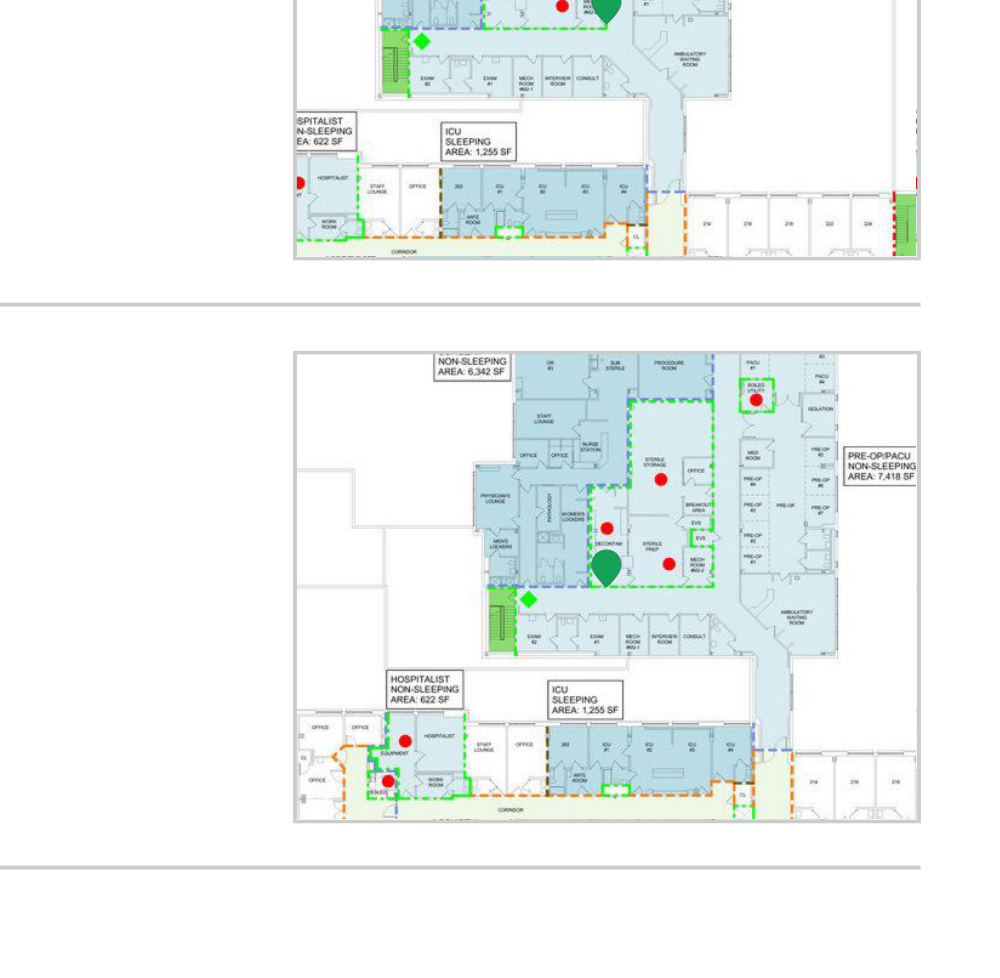 #1
AMBULATORY
WAITING
ROOM
EXAM
#2
EXAM
#1
MECH
ROOM
#M2-1
INTERVIEW
ROOM
CONSULT
SPITALIST
N-SLEEPING
EA: 622 SF
ICU
SLEEPING
AREA: 1,255 SF
HOSPITALIST
STAFF
LOUNGE
OFFICE
263
ICU
#1
ICU
#2
ICU
#3
ICU
#4
ANTE
ROOM
WORK
ROOM
CL
214
216
218
222
224
CORRIDOR
NON-SLEEPING
AREA: 6,342 SF
OR
#3
SUB
STERILE
PROCEDURE
ROOM
PACU
#1
#3
PACU
#4
SOILED
UTILITY
ISOLATION
STAFF
LOUNGE
NURSE
STATION
OFFICE
OFFICE
MED
ROOM
PRE-OP/PACU
NON-SLEEPING
AREA: 7,418 SF
STERILE
STORAGE
OFFICE
PRE-OP
#4
PRE-OP
PRE-OP
PHYSICIAN'S
LOUNGE
PATHOLOGY
WOMEN'S
LOCKERS
BREAKOUT
AREA
PRE-OP
#3
PRE-OP
PRE-OP
#7
EVS
EVS
MEN'S
LOCKERS
DECONTAM
STERILE
PREP
PRE-OP
#2
PRE-OP
#1
MECH
ROOM
#M2-2
AMBULATORY
WAITING
ROOM
EXAM
#2
EXAM
#1
MECH
ROOM
#M2-1
INTERVIEW
ROOM
CONSULT
HOSPITALIST
NON-SLEEPING
AREA: 622 SF
ICU
SLEEPING
AREA: 1,255 SF
OFFICE
OFFICE
HOSPITALIST
EQUIPMENT
STAFF
LOUNGE
OFFICE
263
ICU
#1
ICU
#2
ICU
#3
ICU
#4
CL
OFFICE
WORK
ROOM
ANTE
ROOM
CL
214
216
218
CORRIDOR